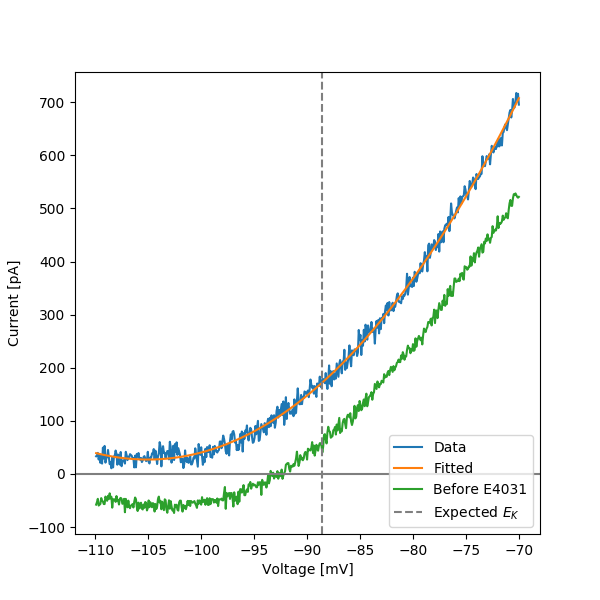 700
600
500
400
300
200
100
0
−100
Current [pA]
Data
Fitted
Before E4031
Expected E_K
−110 −105 −100 −95 −90 −85 −80 −75 −70
Voltage [mV]